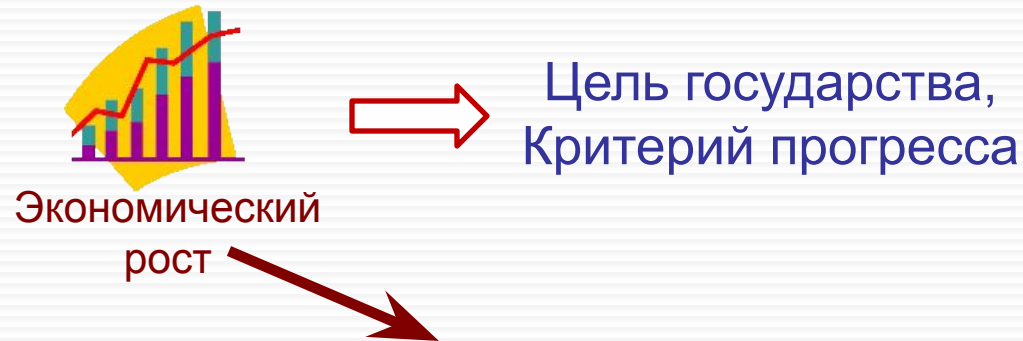 Цель государства,
Критерий прогресса
Экономический
рост